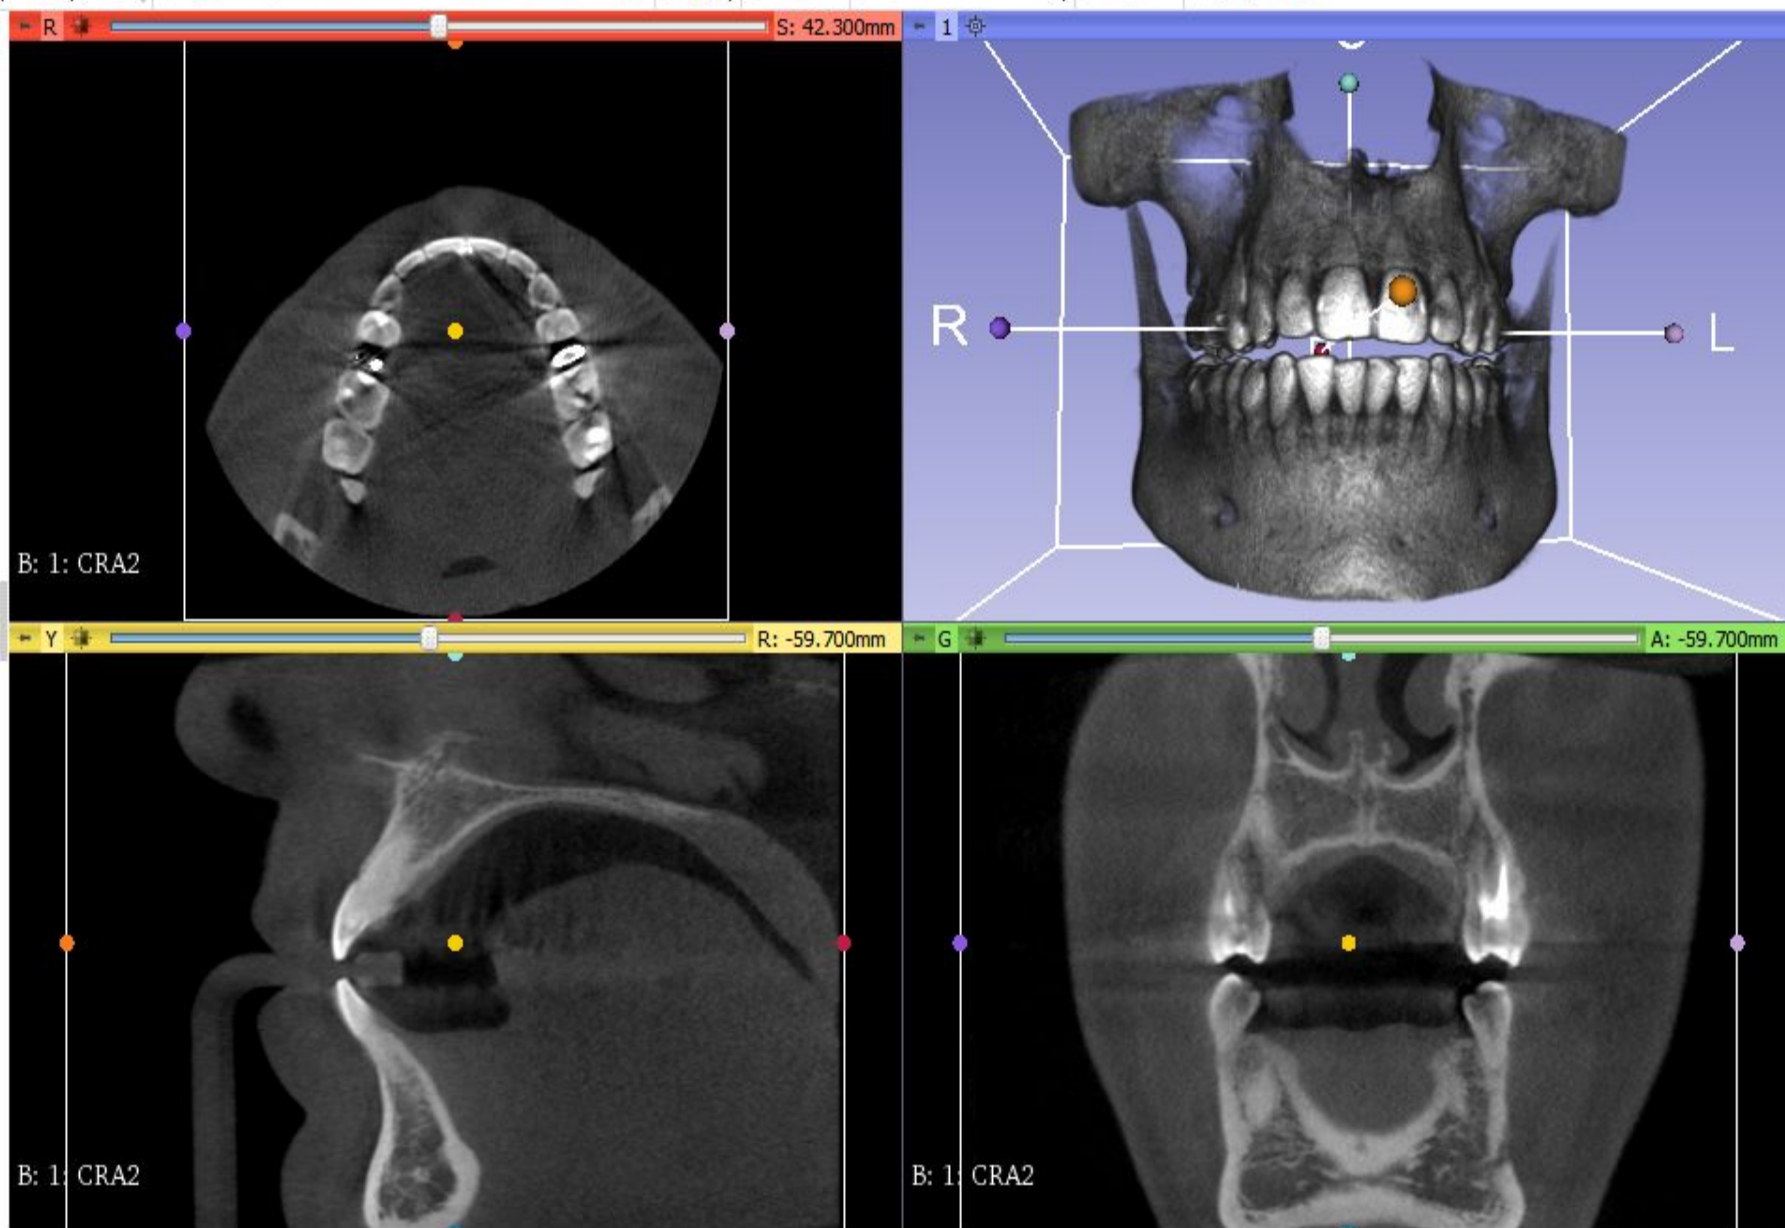 R S: 42.300mm
1
R L
B: 1: CRA2
Y R: -59.700mm
G A: -59.700mm
B: 1: CRA2
B: 1: CRA2